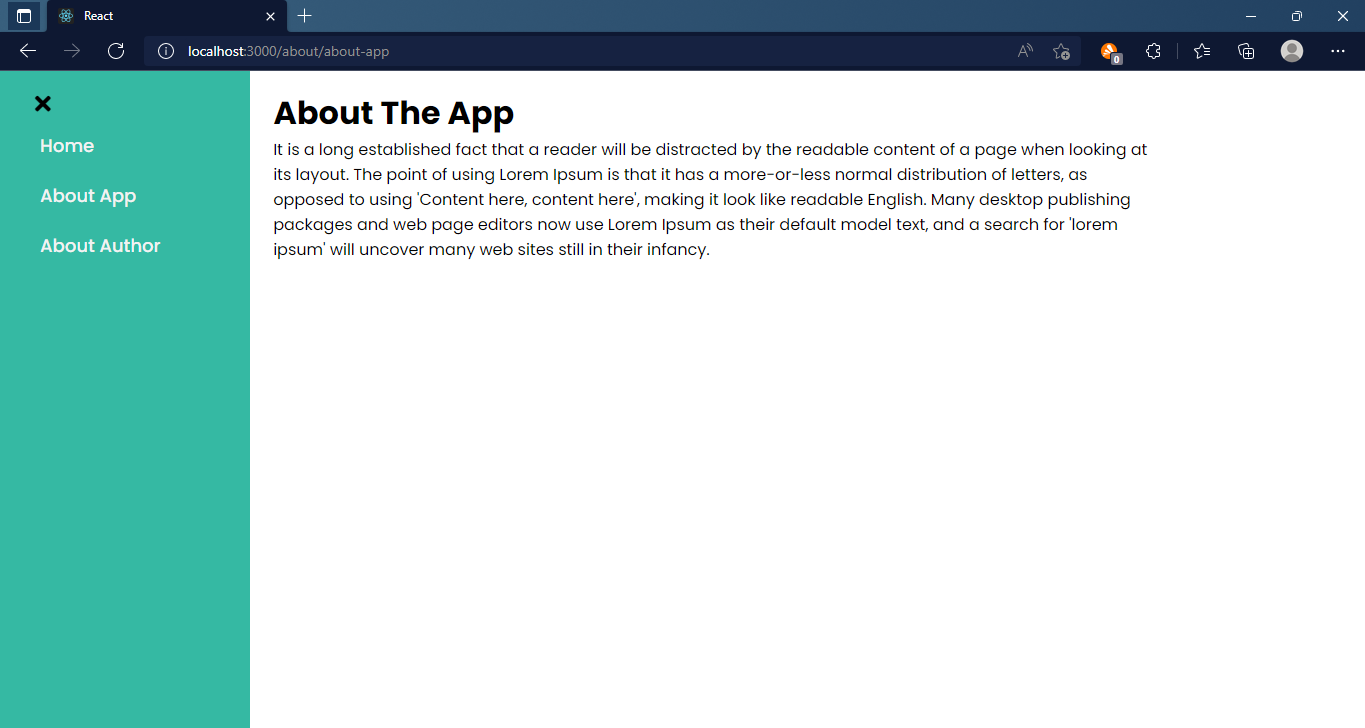 React
localhost:3000/about/about-app
0
Home
About App
About Author
About The App
It is a long established fact that a reader will be distracted by the readable content of a page when looking at
its layout. The point of using Lorem Ipsum is that it has a more-or-less normal distribution of letters, as
opposed to using 'Content here, content here', making it look like readable English. Many desktop publishing
packages and web page editors now use Lorem Ipsum as their default model text, and a search for 'lorem
ipsum' will uncover many web sites still in their infancy.